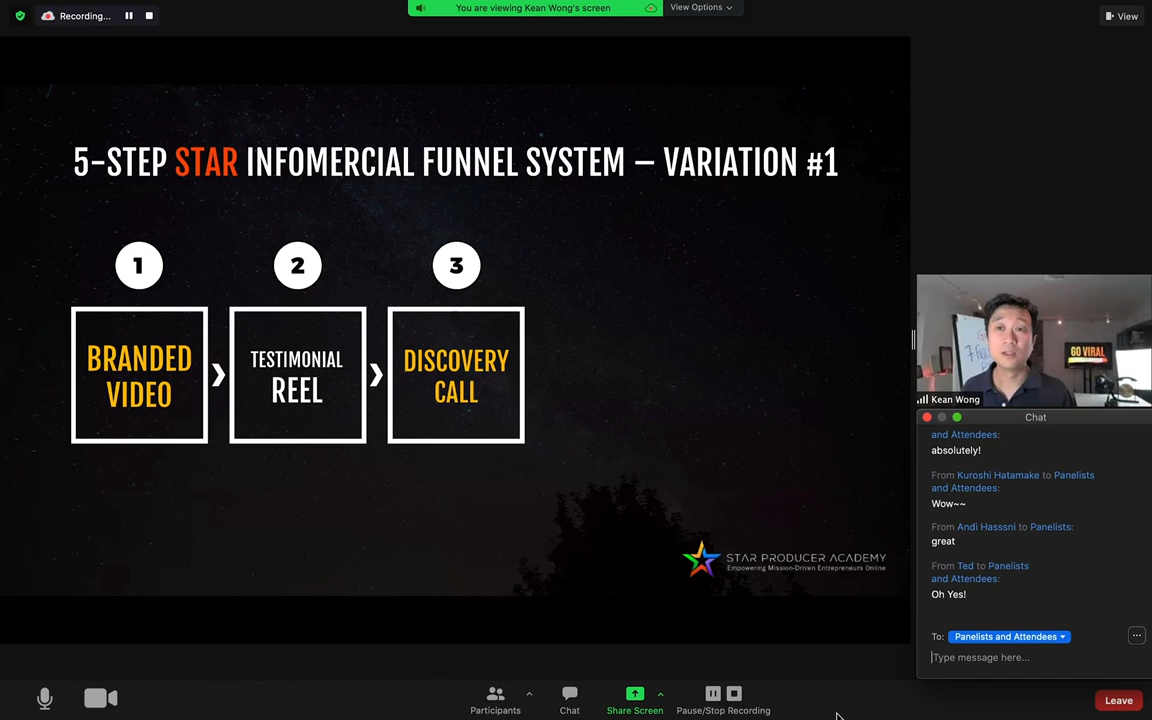 Recording...
You are viewing Kean Wong's screen
View Options
View
5-STEP STAR INFOMERCIAL FUNNEL SYSTEM – VARIATION #1
1
2
3
BRANDED
VIDEO
TESTIMONIAL
REEL
DISCOVERY
CALL
STAR PRODUCER ACADEMY
Empowering Mission-Driven Entrepreneurs Online
GO VIRAL
Kean Wong
Chat
and Attendees:
absolutely!
From Kuroshi Hatamake to Panelists
and Attendees:
Wow~~
From Andi Hasssni to Panelists:
great
From Ted to Panelists
and Attendees:
Oh Yes!
To: Panelists and Attendees
Type message here...
Participants
Chat
Share Screen
Pause/Stop Recording
Leave